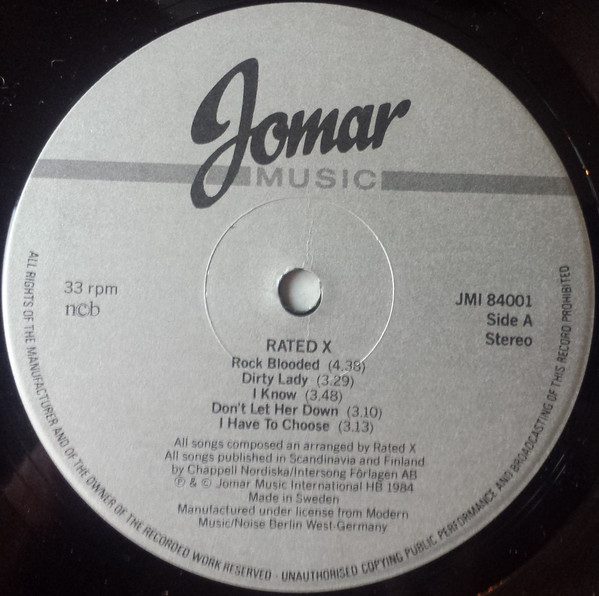 Jomar
MUSIC
33 rpm
ncb
JMI 84001
Side A
Stereo
RATED X
Rock Blooded (4.38)
Dirty Lady (3.29)
I Know (3.48)
Don't Let Her Down (3.10)
I Have To Choose (3.13)
All songs composed an arranged by Rated X
All songs published in Scandinavia and Finland
by Chappell Nordiska/Intersong Förlagen AB
℗ & © Jomar Music International HB 1984
Made in Sweden
Manufactured under license from Modern
Music/Noise Berlin West-Germany
ALL RIGHTS OF THE MANUFACTURER AND OF THE OWNER OF THE RECORDED WORK RESERVED - UNAUTHORISED COPYING PUBLIC PERFORMANCE AND BROADCASTING OF THIS RECORD PROHIBITED